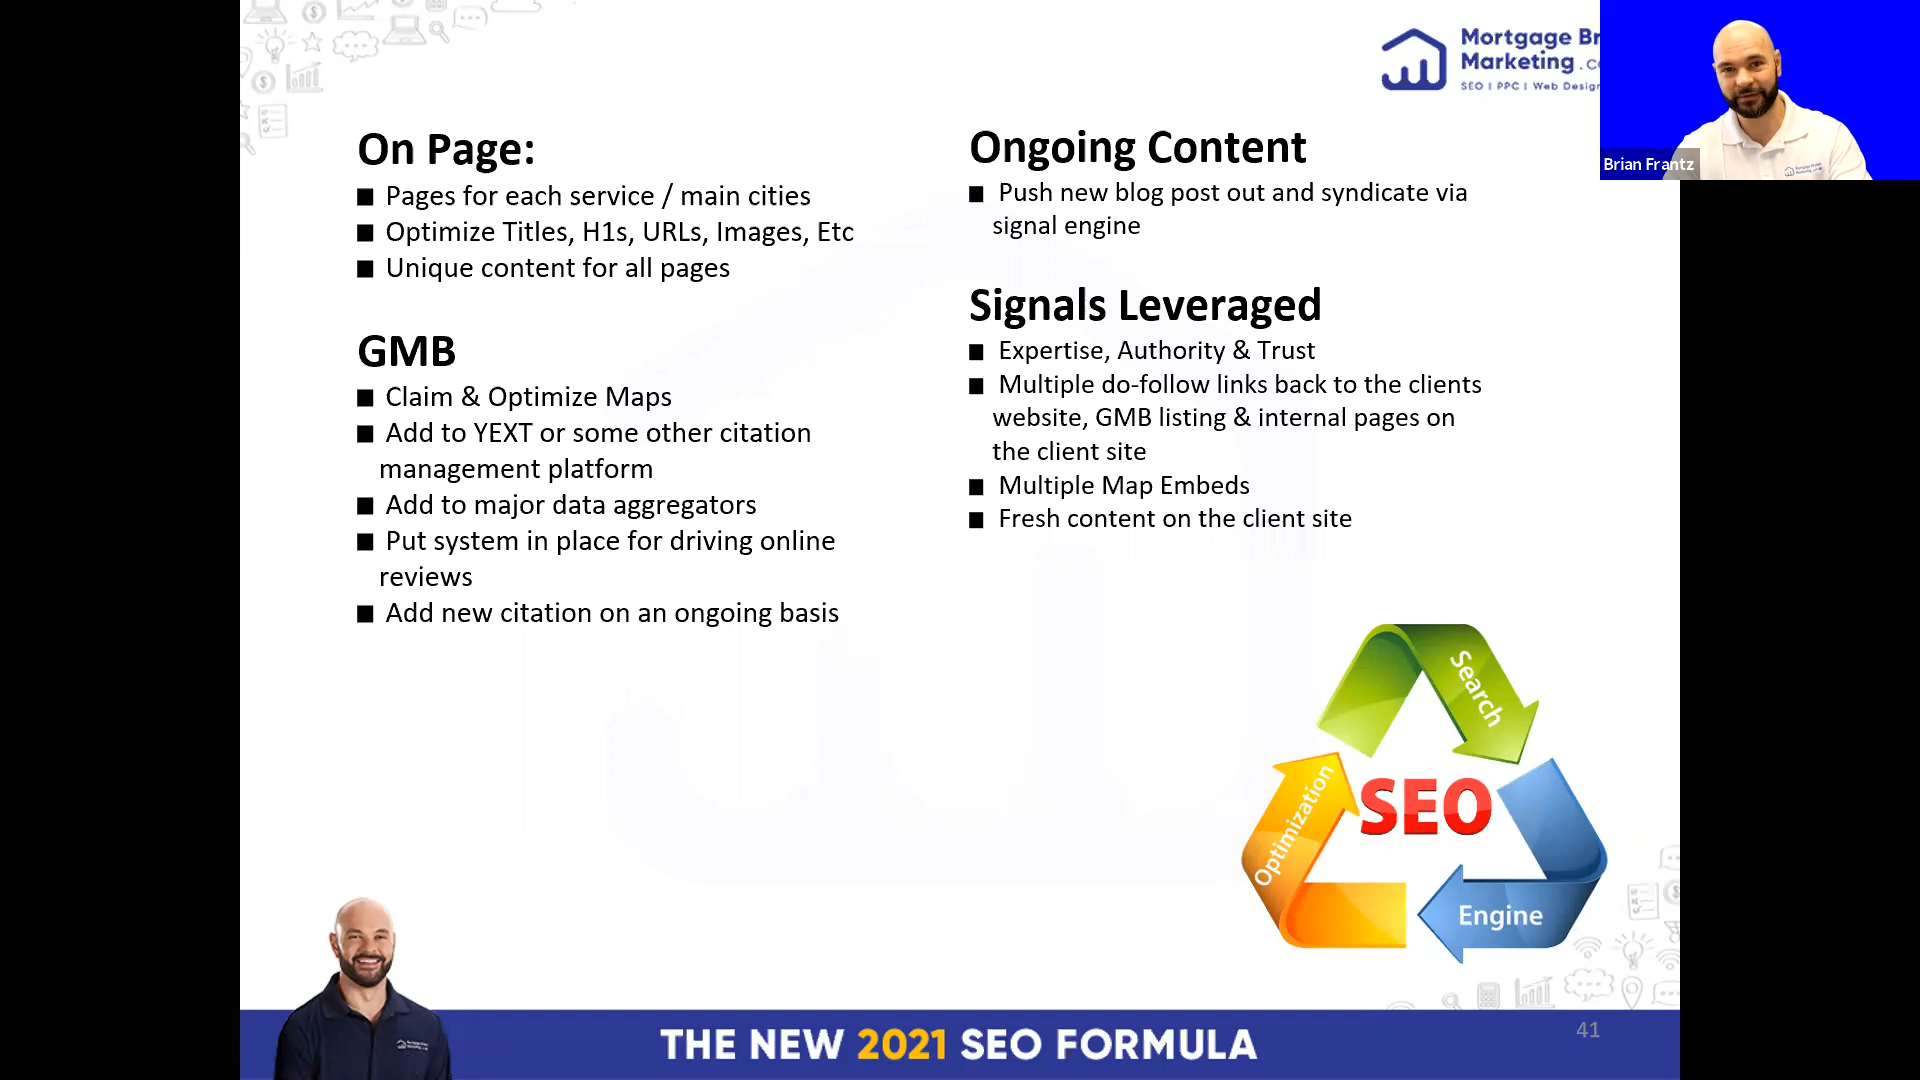 Mortgage Br
Marketing .c
SEO | PPC | Web Design
Brian Frantz
On Page:
■ Pages for each service / main cities
■ Optimize Titles, H1s, URLs, Images, Etc
■ Unique content for all pages
GMB
■ Claim & Optimize Maps
■ Add to YEXT or some other citation
management platform
■ Add to major data aggregators
■ Put system in place for driving online
reviews
■ Add new citation on an ongoing basis
Ongoing Content
■ Push new blog post out and syndicate via
signal engine
Signals Leveraged
■ Expertise, Authority & Trust
■ Multiple do-follow links back to the clients
website, GMB listing & internal pages on
the client site
■ Multiple Map Embeds
■ Fresh content on the client site
Search
SEO
Optimization
Engine
THE NEW 2021 SEO FORMULA
41